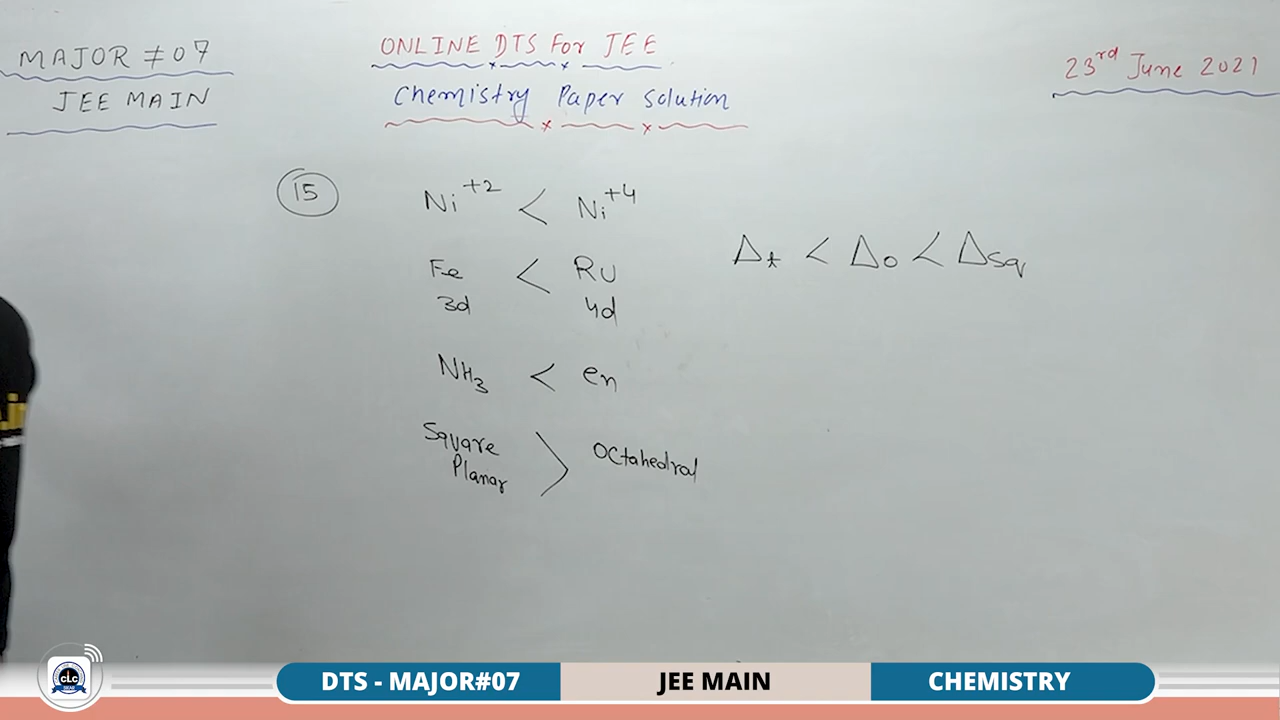 MAJOR #07
JEE MAIN
ONLINE DTS For JEE
Chemistry Paper Solution
23rd June 2021
15
Ni+2 < Ni+4
Fe < Ru
3d 4d
NH3 < en
Square Planar > Octahedral
Δt < Δo < Δsq
CLC
DTS - MAJOR#07
JEE MAIN
CHEMISTRY